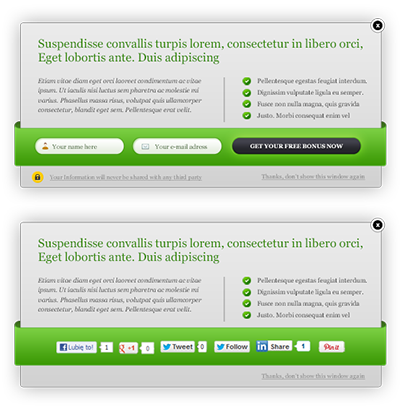 x
Suspendisse convallis turpis lorem, consectetur in libero orci,
Eget lobortis ante. Duis adipiscing
Etiam vitae diam eget orci laoreet condimentum ac vitae
ipsum. Ut iaculis nisi luctus sem pharetra ac molestie mi
varius. Phasellus massa risus, volutpat quis ullamcorper
consectetur, blandit eget sem. Pellentesque erat velit.
Pellentesque egestas feugiat interdum.
Dignissim vulputate ligula eu semper.
Fusce non nulla magna, quis gravida
Justo. Morbi consequat enim vel
Your name here
Your e-mail adress
GET YOUR FREE BONUS NOW
Your Information will never be shared with any third party
Thanks, don't show this window again
x
Suspendisse convallis turpis lorem, consectetur in libero orci,
Eget lobortis ante. Duis adipiscing
Etiam vitae diam eget orci laoreet condimentum ac vitae
ipsum. Ut iaculis nisi luctus sem pharetra ac molestie mi
varius. Phasellus massa risus, volutpat quis ullamcorper
consectetur, blandit eget sem. Pellentesque erat velit.
Pellentesque egestas feugiat interdum.
Dignissim vulputate ligula eu semper.
Fusce non nulla magna, quis gravida
Justo. Morbi consequat enim vel
f Lubię to! 1 g +1 0 Tweet 0 Follow in Share 1 Pin it
Thanks, don't show this window again